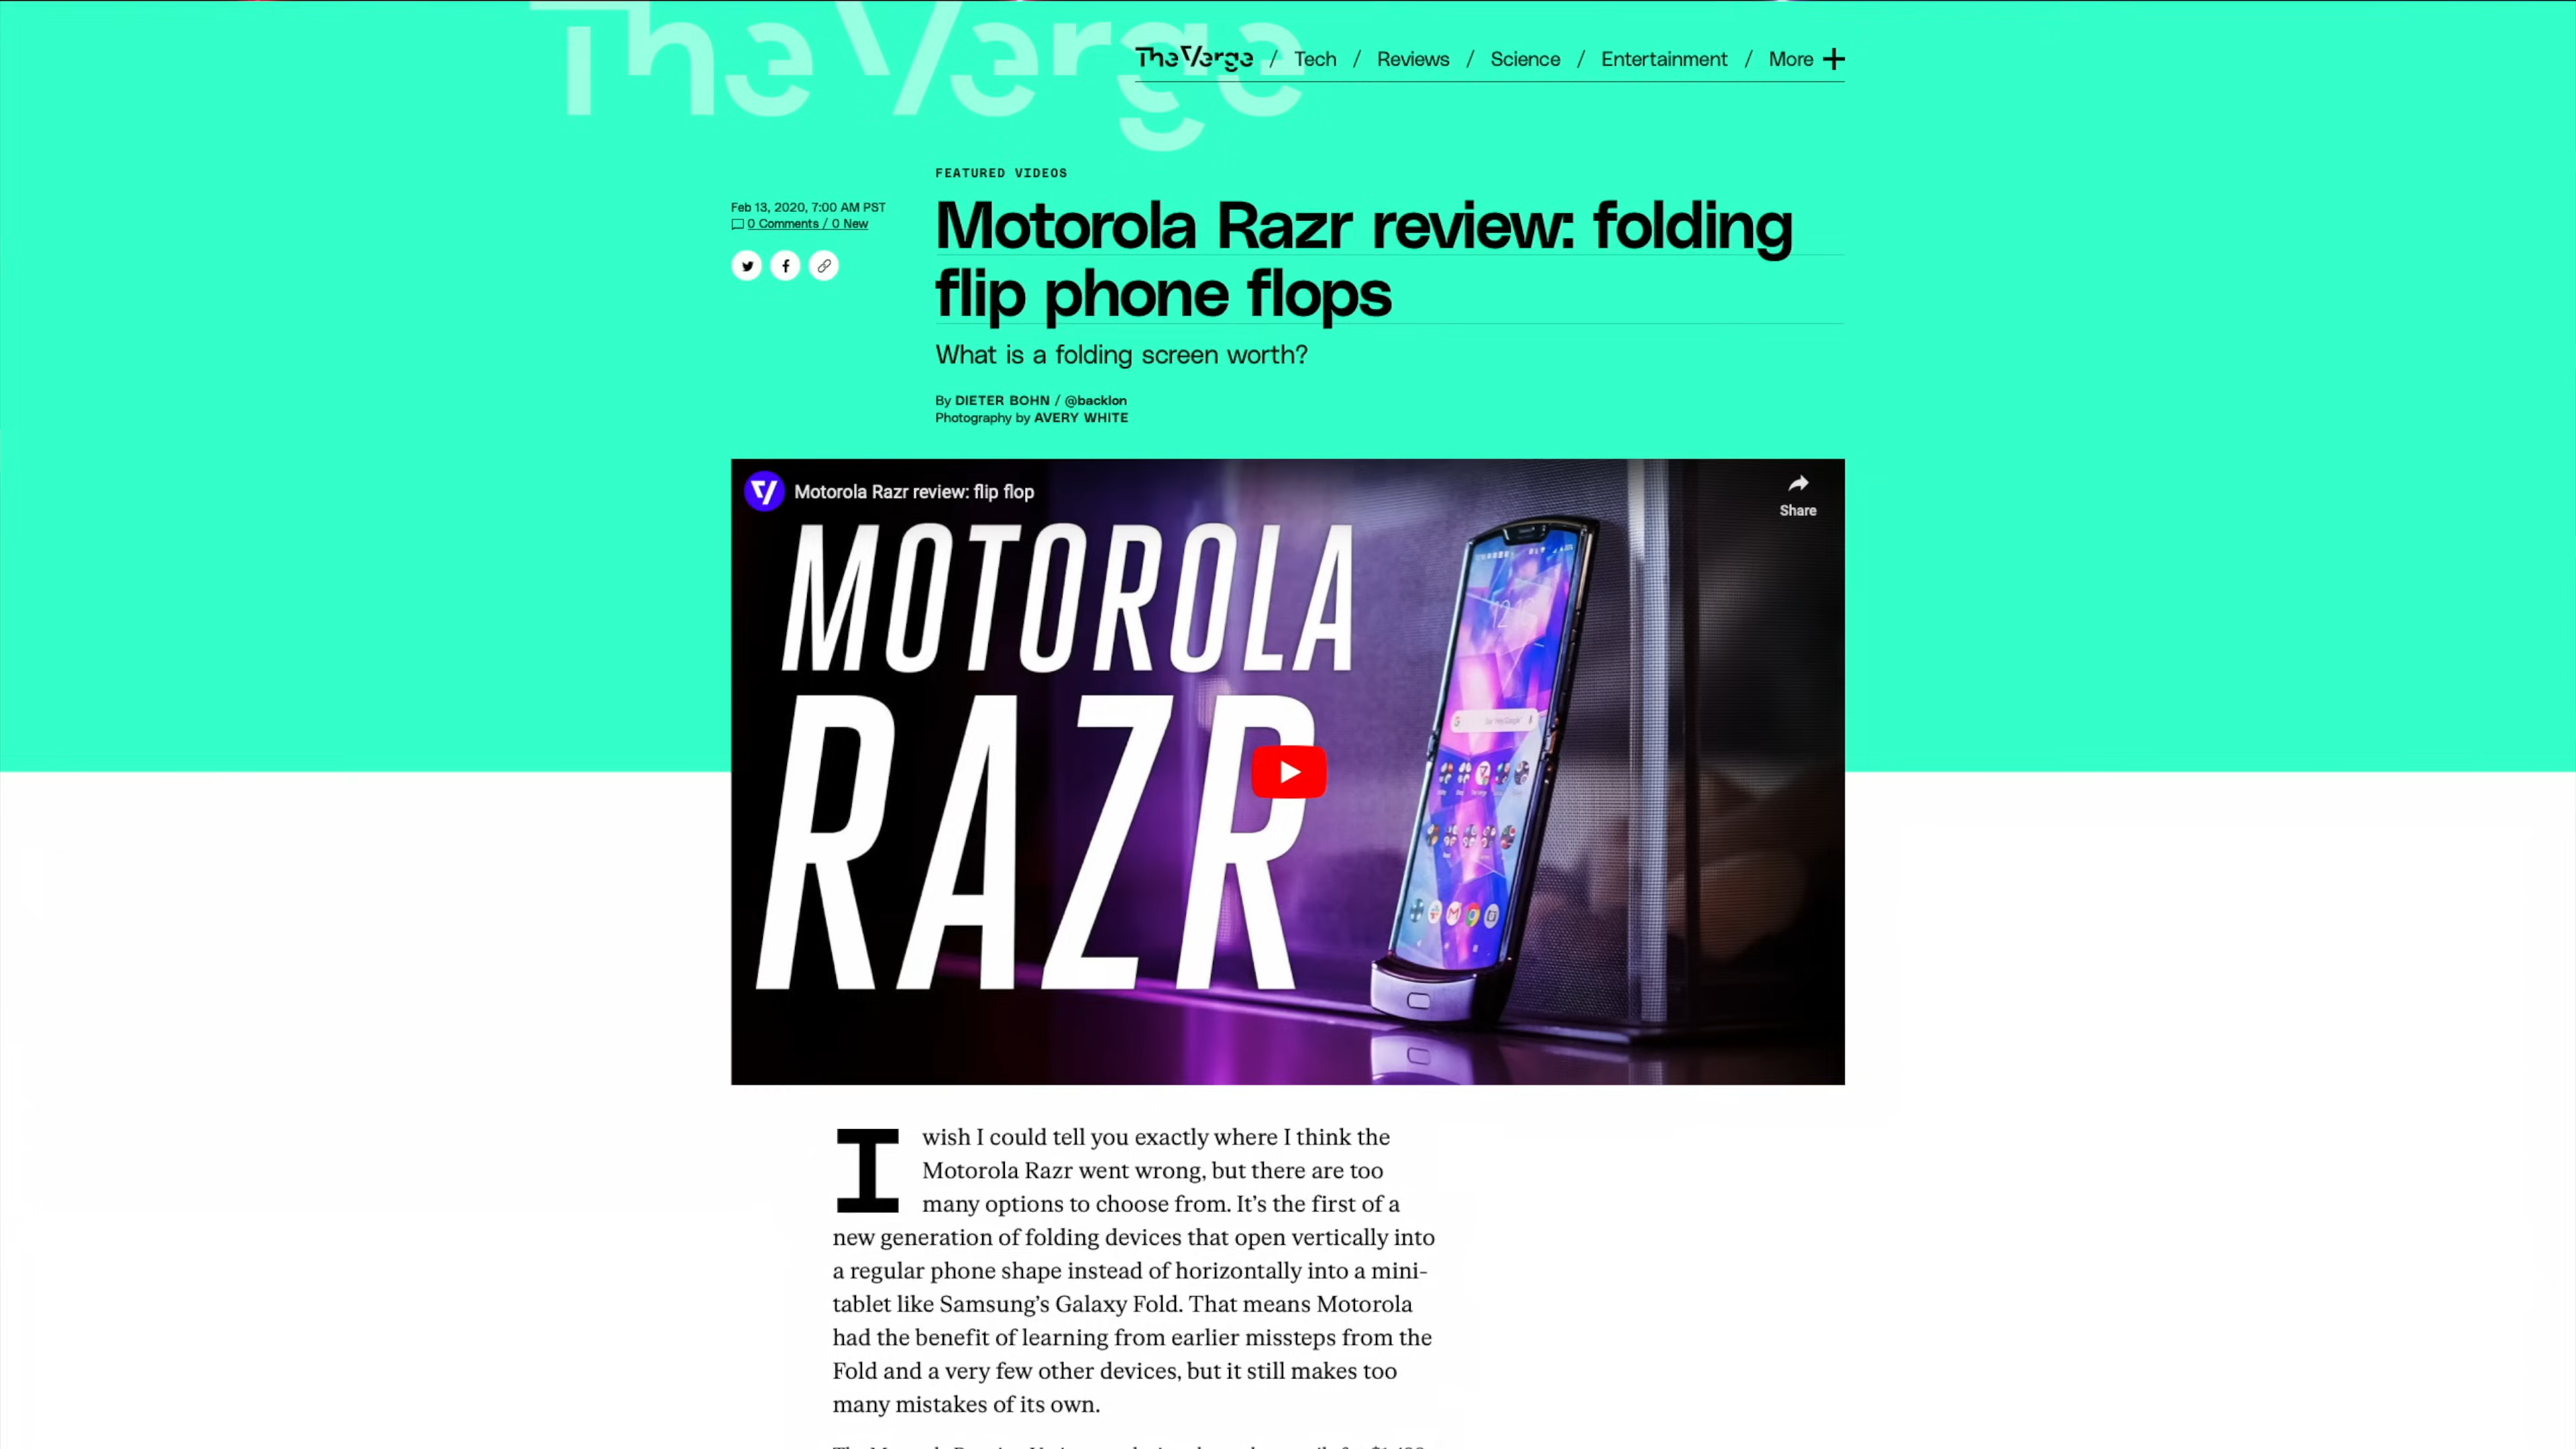 The Verge
The Verge / Tech / Reviews / Science / Entertainment / More +
FEATURED VIDEOS
Feb 13, 2020, 7:00 AM PST
0 Comments / 0 New
Motorola Razr review: folding
flip phone flops
What is a folding screen worth?
By DIETER BOHN / @backlon
Photography by AVERY WHITE
Motorola Razr review: flip flop
Share
MOTOROLA
RAZR
I wish I could tell you exactly where I think the
Motorola Razr went wrong, but there are too
many options to choose from. It’s the first of a
new generation of folding devices that open vertically into
a regular phone shape instead of horizontally into a mini-
tablet like Samsung’s Galaxy Fold. That means Motorola
had the benefit of learning from earlier missteps from the
Fold and a very few other devices, but it still makes too
many mistakes of its own.